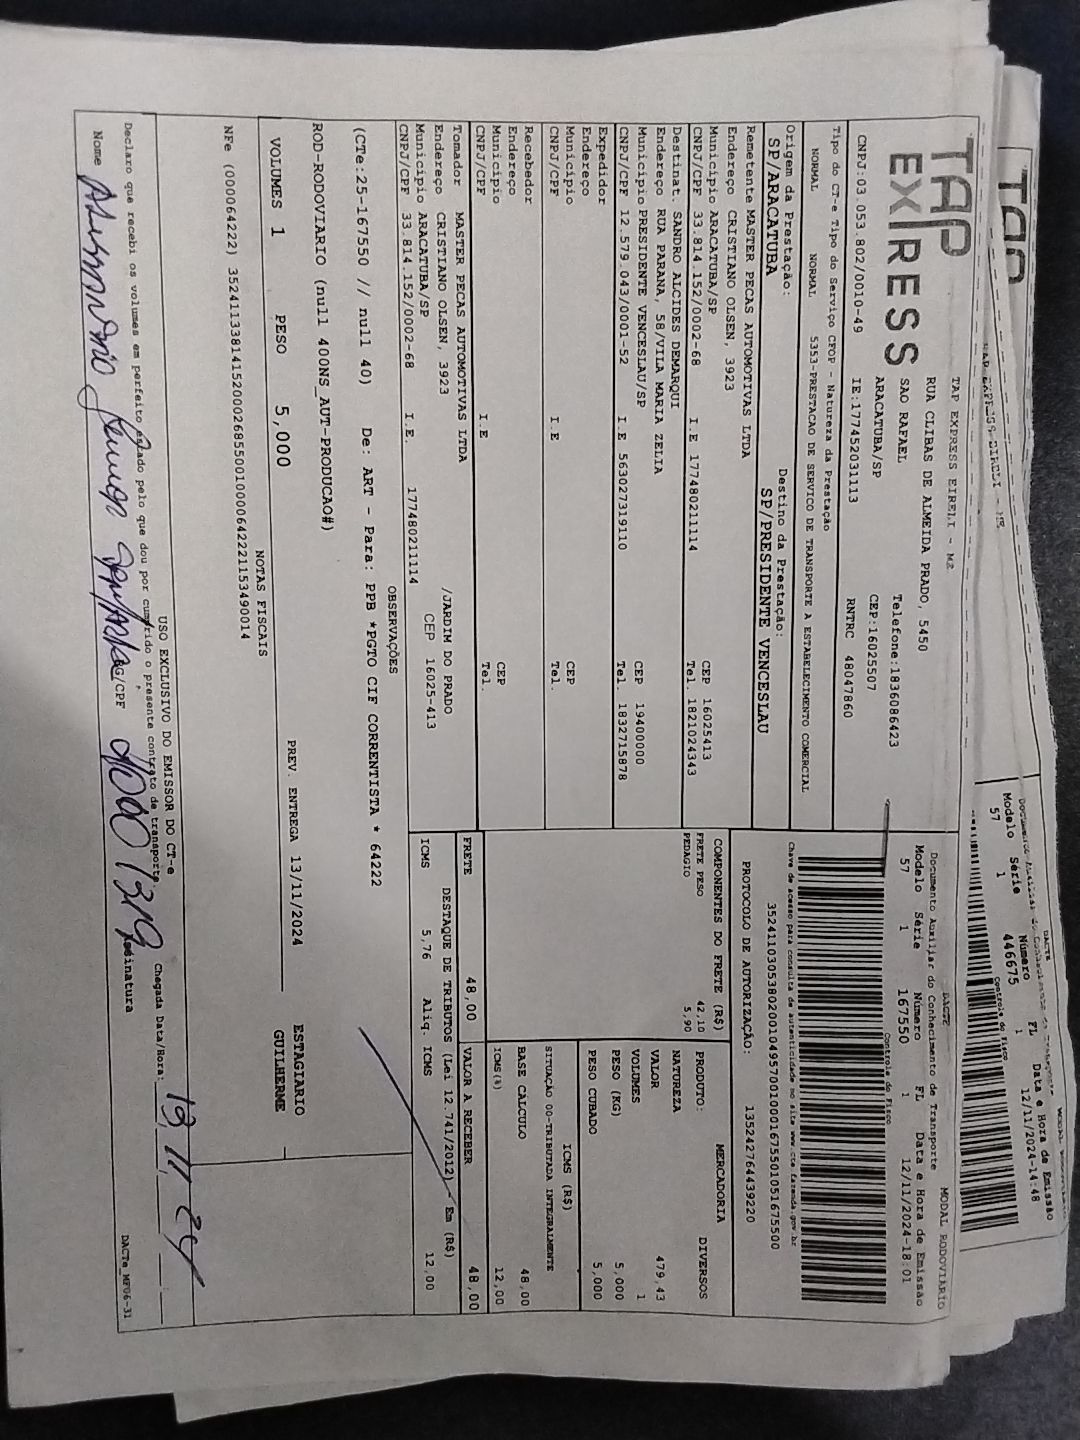 TAP
EXPRESS
TAP EXPRESS EIRELI - ME
RUA CLIBAS DE ALMEIDA PRADO, 5450
SAO RAFAEL
ARACATUBA/SP
Telefone:1836086423
CEP:16025507
CNPJ:03.053.802/0010-49 IE:177452031113 RNTRC 48047860
DACTE MODAL RODOVIÁRIO
Documento Auxiliar do Conhecimento de Transporte
Modelo Série Número FL Data e Hora de Emissão
57 1 167550 1 12/11/2024-18:01
Controle do Fisco
Tipo do CT-e Tipo do Serviço CFOP - Natureza da Prestação
NORMAL NORMAL 5353-PRESTACAO DE SERVICO DE TRANSPORTE A ESTABELECIMENTO COMERCIAL
Chave de acesso para consulta de autenticidade no site www.cte.fazenda.gov.br
PROTOCOLO DE AUTORIZAÇÃO: 135242764439220
Origem da Prestação: Destino da Prestação:
SP/ARACATUBA SP/PRESIDENTE VENCESLAU
Remetente MASTER PECAS AUTOMOTIVAS LTDA
Endereço CRISTIANO OLSEN, 3923
Município ARACATUBA/SP CEP 16025413
CNPJ/CPF 33.814.152/0002-68 I.E 177480211114 Tel. 1821024343
Destinat. SANDRO ALCIDES DEMARQUI
Endereço RUA PARANA, 58/VILA MARIA ZELIA
Município PRESIDENTE VENCESLAU/SP CEP 19400000
CNPJ/CPF 12.579.043/0001-52 I.E 563027319110 Tel. 1832715878
Expedidor
Endereço
Município CEP
CNPJ/CPF I.E Tel.
Recebedor
Endereço
Município CEP
CNPJ/CPF I.E Tel.
Tomador MASTER PECAS AUTOMOTIVAS LTDA
Endereço CRISTIANO OLSEN, 3923 /JARDIM DO PRADO
Município ARACATUBA/SP CEP 16025-413
CNPJ/CPF 33.814.152/0002-68 I.E. 177480211114
COMPONENTES DO FRETE (R$)
FRETE PESO 42,10
PEDAGIO 5,90
MERCADORIA
PRODUTO: DIVERSOS
NATUREZA
VALOR 479,43
VOLUMES 1
PESO (KG) 5,000
PESO CUBADO 5,000
ICMS (R$)
SITUAÇÃO 00-TRIBUTADA INTEGRALMENTE
BASE CALCULO 48,00
ICMS(%) 12,00
FRETE 48,00 VALOR A RECEBER 48,00
DESTAQUE DE TRIBUTOS (Lei 12.741/2012) - Em (R$)
ICMS 5,76 Aliq. ICMS 12,00
OBSERVAÇÕES
(CTe:25-167550 // null 40) De: ART - Para: PPB *PGTO CIF CORRENTISTA * 64222
ROD-RODOVIARIO (null 400NS_AUT-PRODUCAO#)
VOLUMES 1 PESO 5,000 PREV. ENTREGA 13/11/2024
ESTAGIARIO
GUILHERME
NOTAS FISCAIS
USO EXCLUSIVO DO EMISSOR DO CT-e
Declaro que recebi os volumes em perfeito estado pelo que dou por cumprido o presente contrato de transporte
Chegada Data/Hora: 13/11/24
Nome RG/CPF Assinatura
DACTe_MF06-31
Modelo Série Número FL Data e Hora de Emissão
57 1 446675 1 12/11/2024-14:48
Controle do Fisco